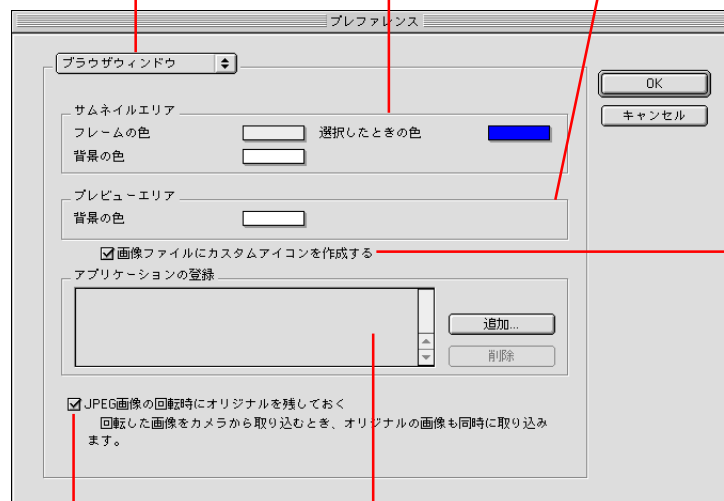 プレファレンス
ブラウザウィンドウ
OK
キャンセル
サムネイルエリア
フレームの色 選択したときの色
背景の色
プレビューエリア
背景の色
画像ファイルにカスタムアイコンを作成する
アプリケーションの登録
追加...
削除
JPEG画像の回転時にオリジナルを残しておく
回転した画像をカメラから取り込むとき、オリジナルの画像も同時に取り込み
ます。